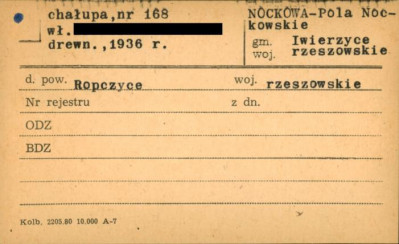 chałupa,nr 168
wł.
drewn.,1936 r.
NOCKOWA-Pola Noc-
kowskie
gm. Iwierzyce
woj. rzeszowskie
d. pow. Ropczyce woj. rzeszowskie
Nr rejestru z dn.
ODZ
BDZ
Kolb. 2205.60 10.000 A-7